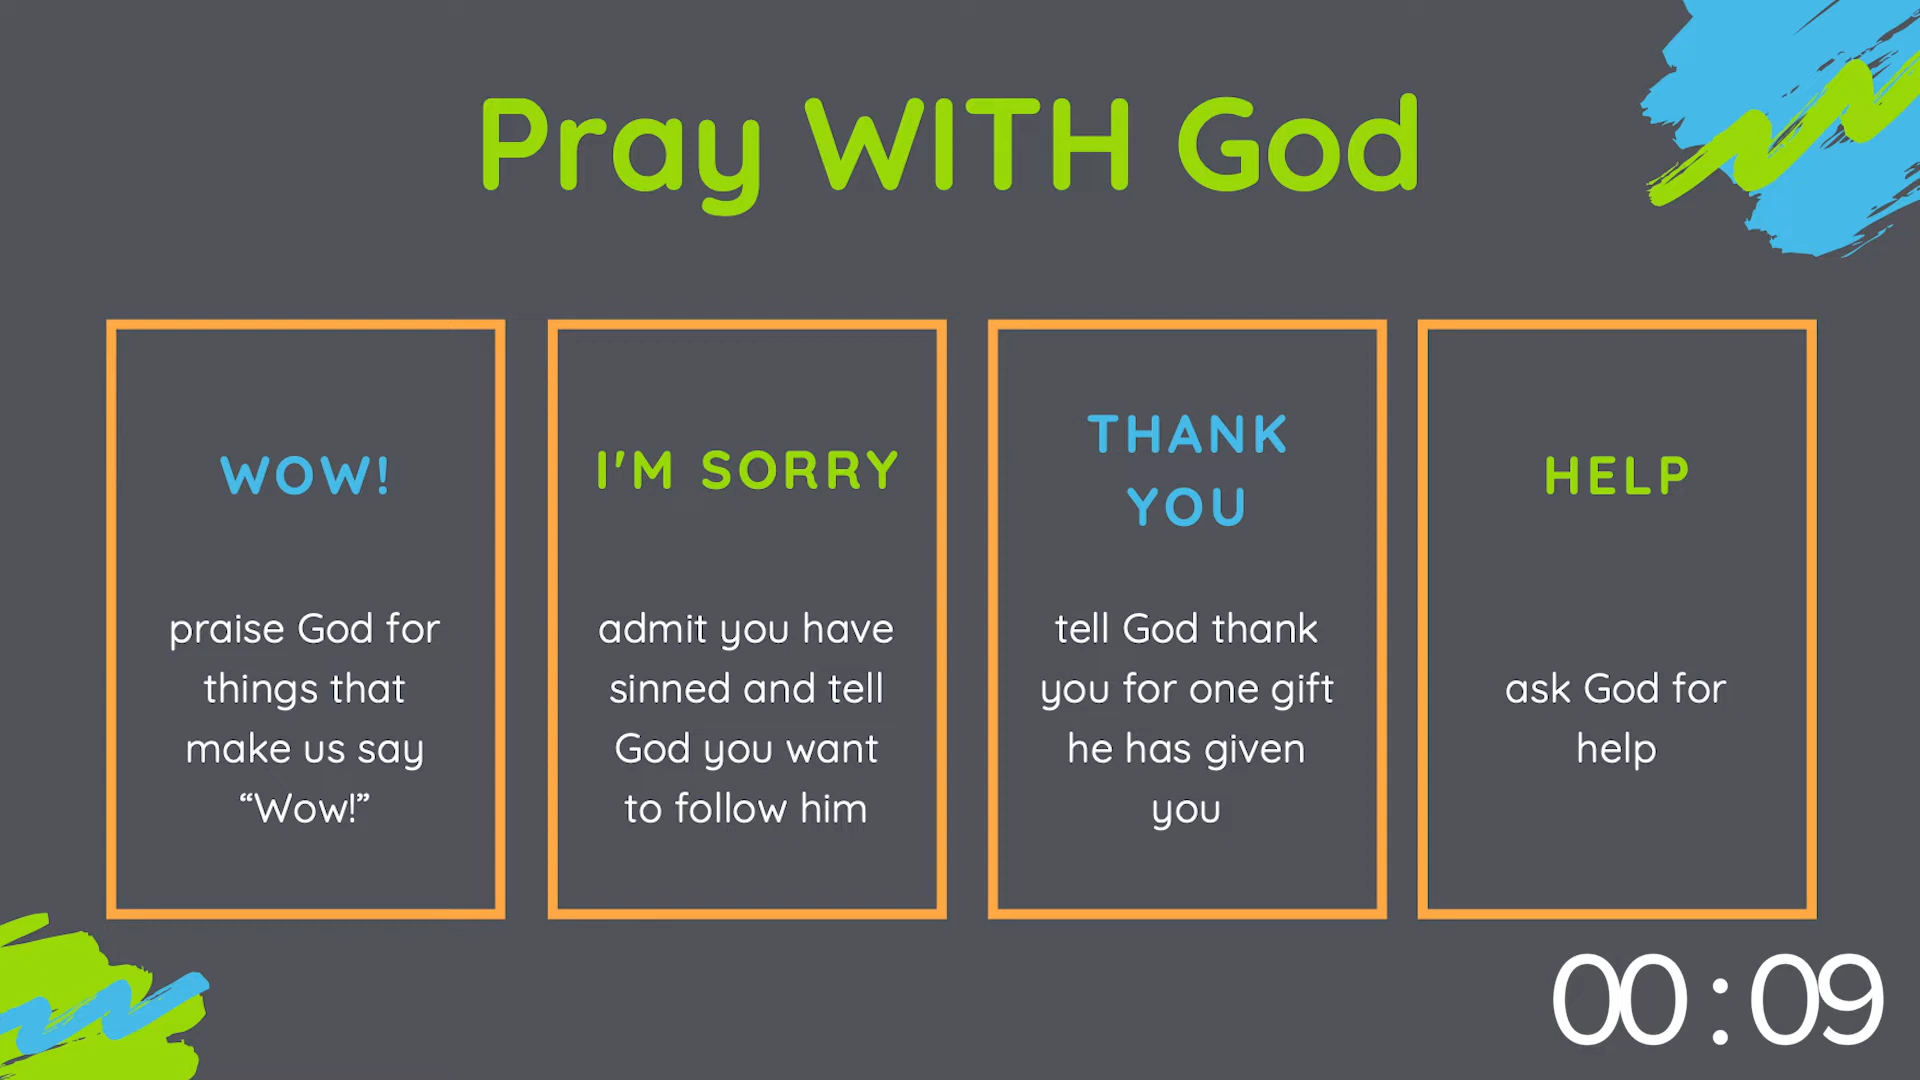 Pray WITH God
WOW!
praise God for
things that
make us say
“Wow!”
I'M SORRY
admit you have
sinned and tell
God you want
to follow him
THANK
YOU
tell God thank
you for one gift
he has given
you
HELP
ask God for
help
00:09